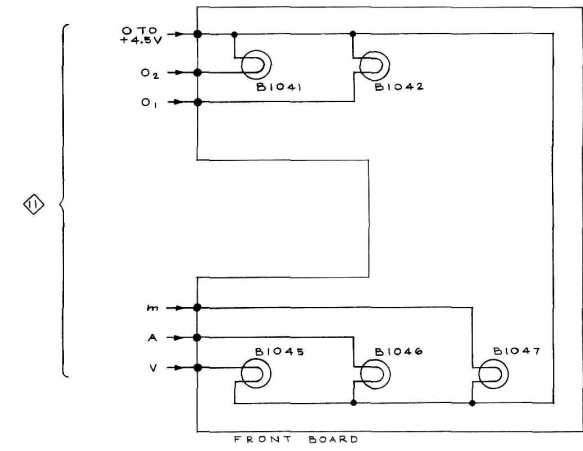 0 TO
+4.5V
O2
B1041
B1042
O1
11
m
A
B1045
B1046
B1047
V
FRONT BOARD